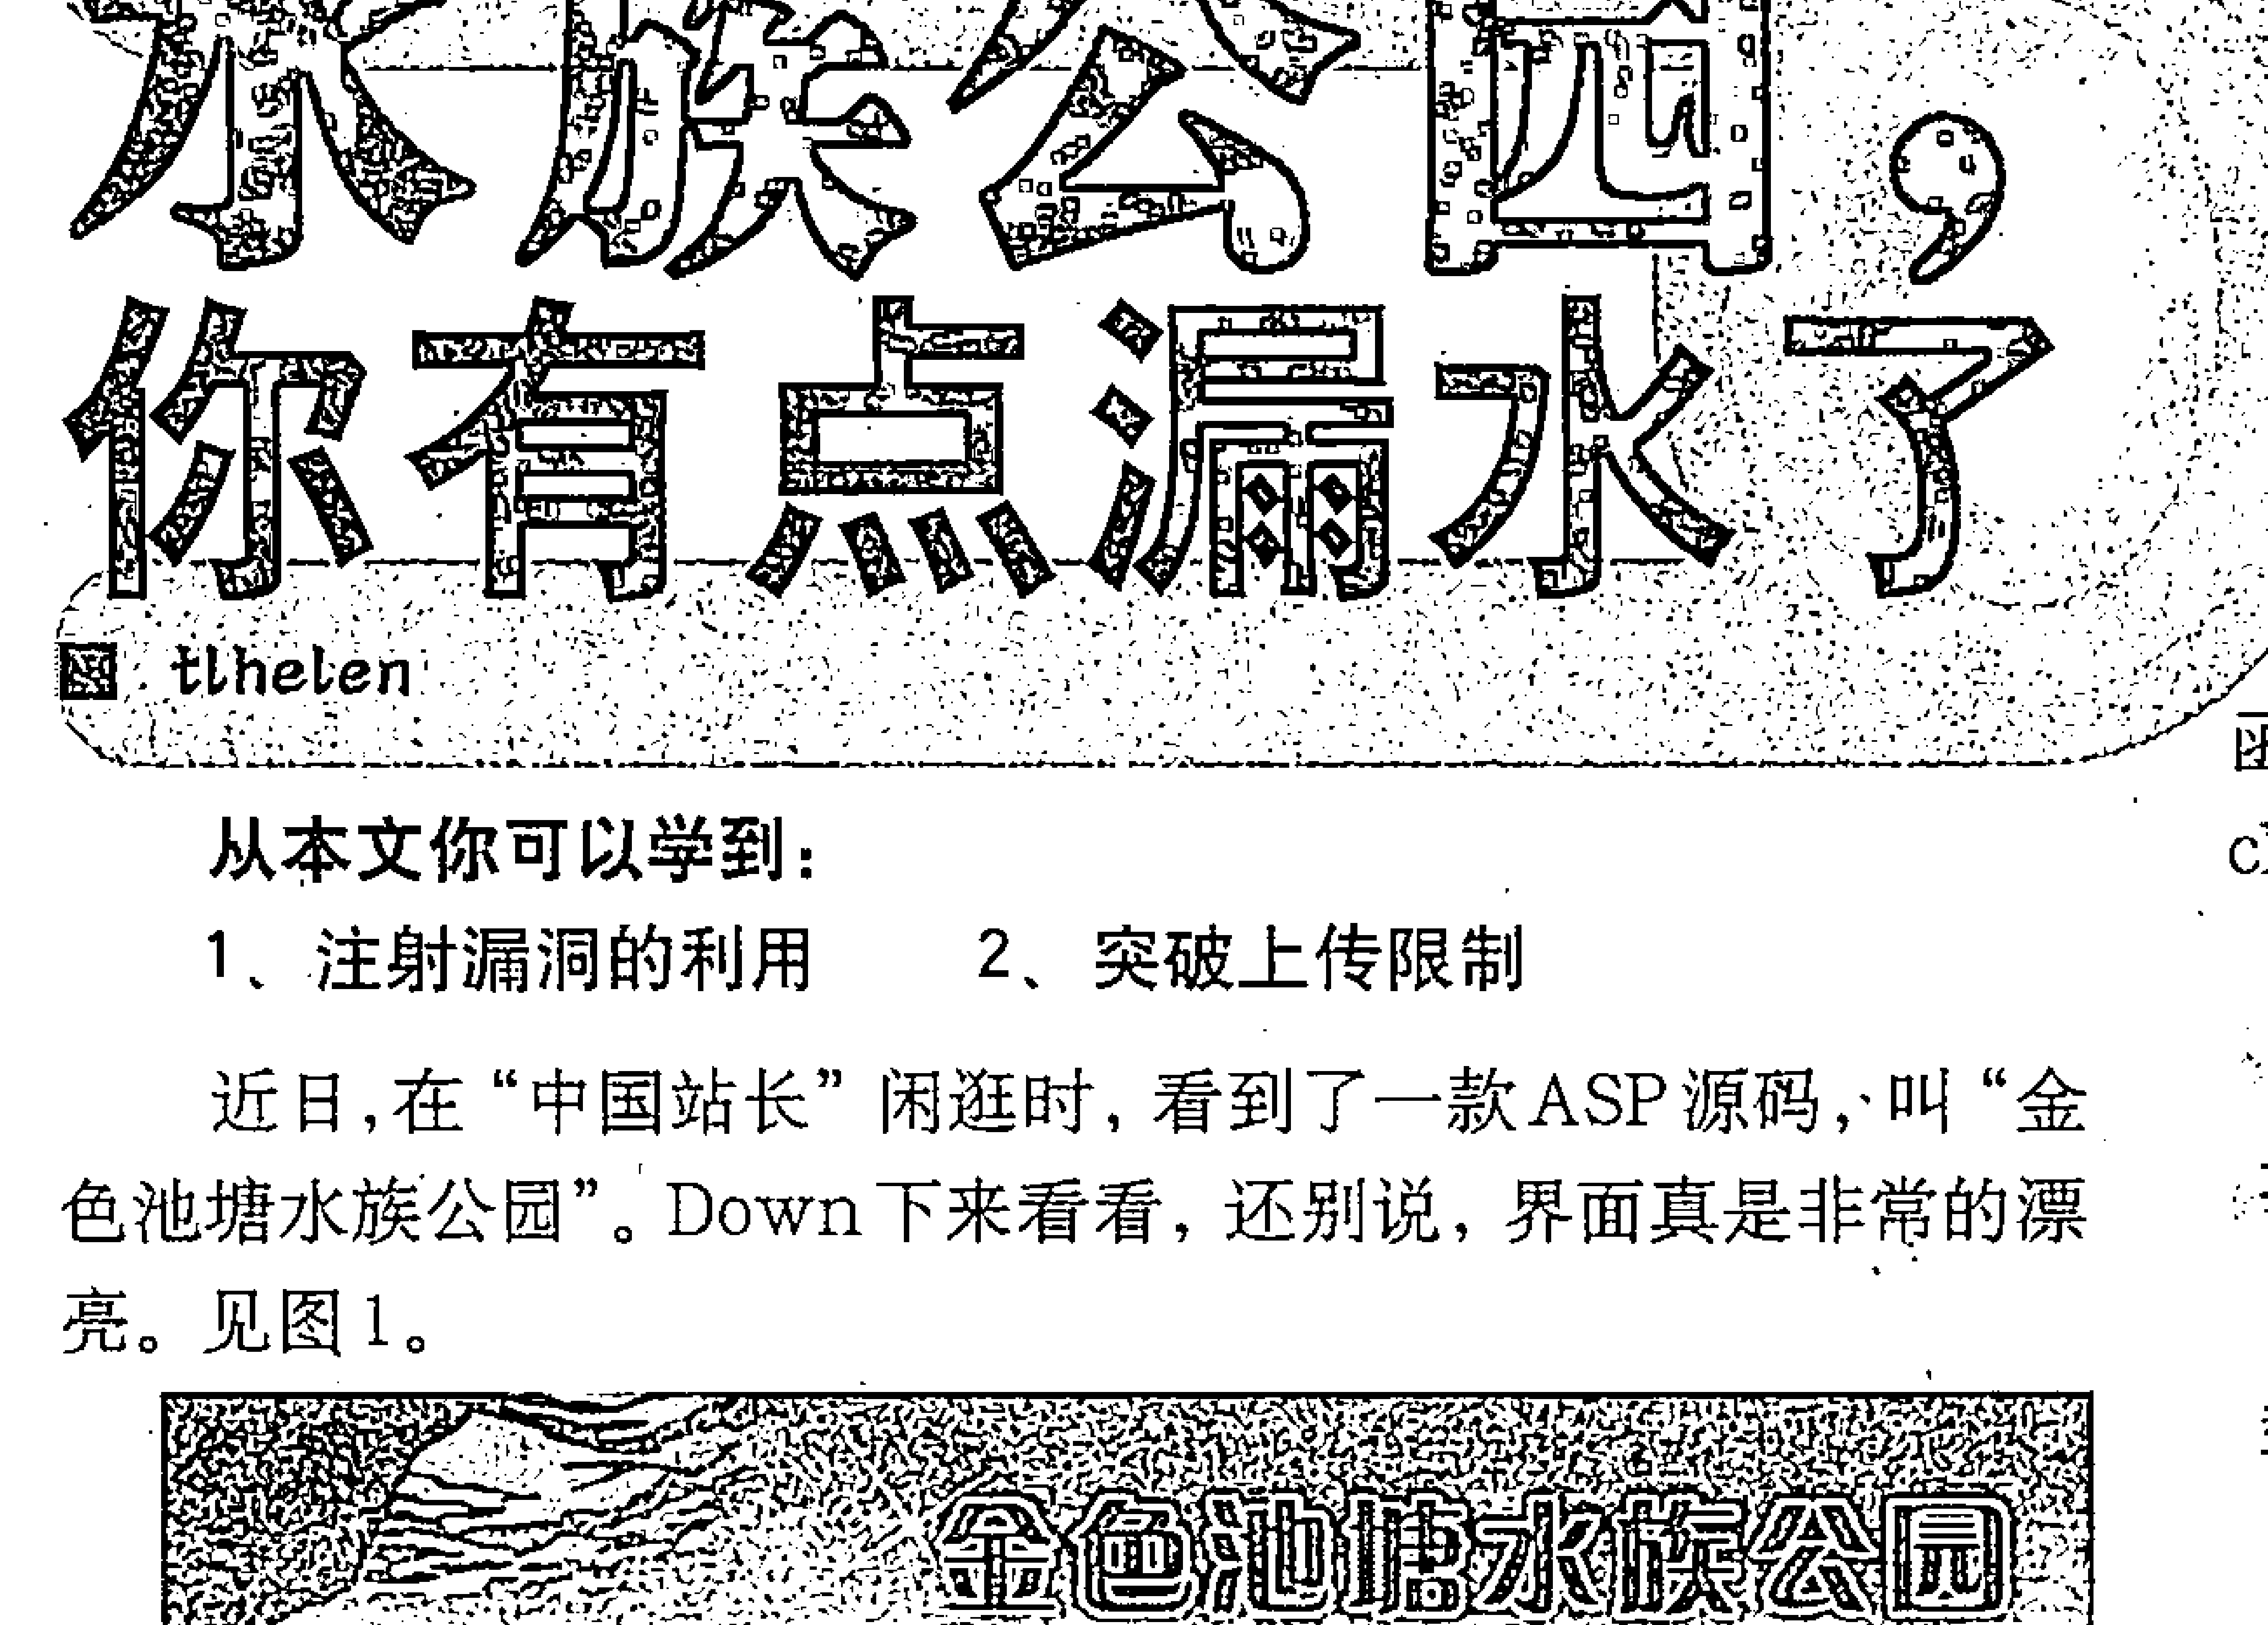 水族公园，
你有点漏水了
tlhelen
从本文你可以学到：
1、注射漏洞的利用　　2、突破上传限制
近日，在“中国站长”闲逛时，看到了一款ASP源码，叫“金
色池塘水族公园”。Down下来看看，还别说，界面真是非常的漂
亮。见图1。
金色池塘水族公园